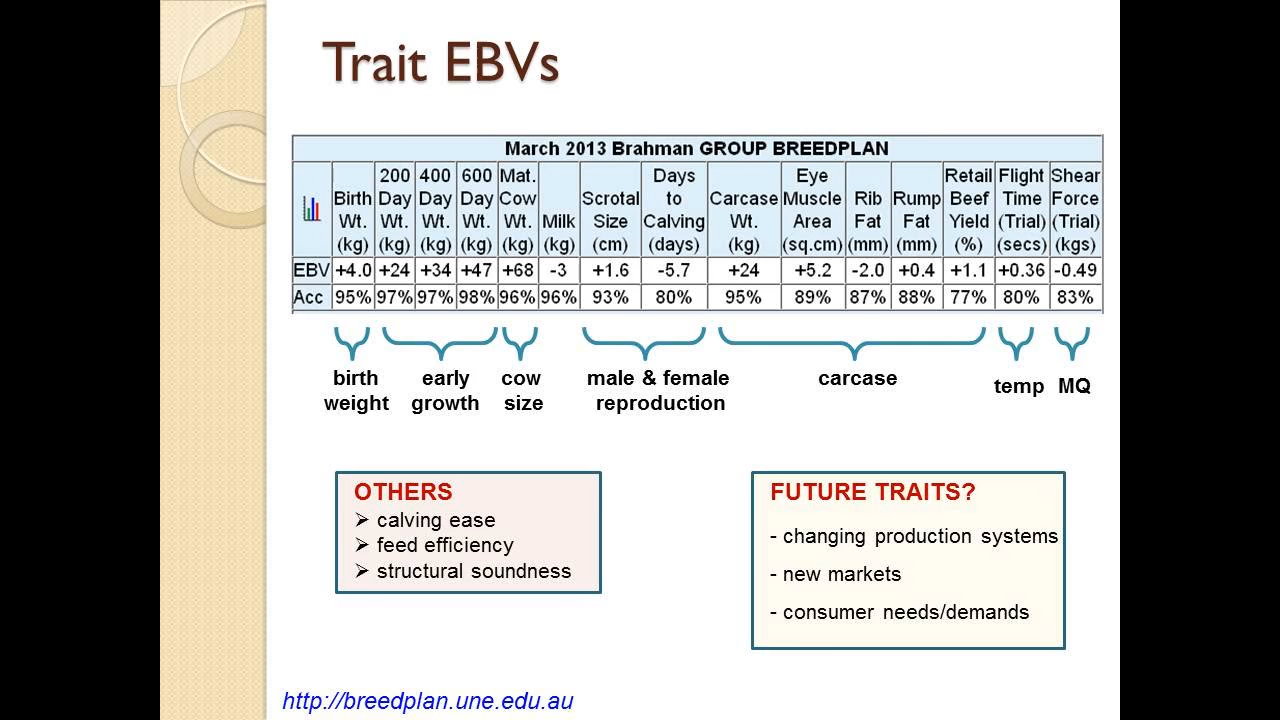 Trait EBVs
March 2013 Brahman GROUP BREEDPLAN
Birth Wt. (kg) 200 Day Wt. (kg) 400 Day Wt. (kg) 600 Day Wt. (kg) Mat. Cow Wt. (kg) Milk (kg) Scrotal Size (cm) Days to Calving (days) Carcase Wt. (kg) Eye Muscle Area (sq.cm) Rib Fat (mm) Rump Fat (mm) Retail Beef Yield (%) Flight Time (Trial) (secs) Shear Force (Trial) (kgs)
EBV +4.0 +24 +34 +47 +68 -3 +1.6 -5.7 +24 +5.2 -2.0 +0.4 +1.1 +0.36 -0.49
Acc 95% 97% 97% 98% 96% 96% 93% 80% 95% 89% 87% 88% 77% 80% 83%
birth weight
early growth
cow size
male & female reproduction
carcase
temp
MQ
OTHERS
➢ calving ease
➢ feed efficiency
➢ structural soundness
FUTURE TRAITS?
- changing production systems
- new markets
- consumer needs/demands
http://breedplan.une.edu.au